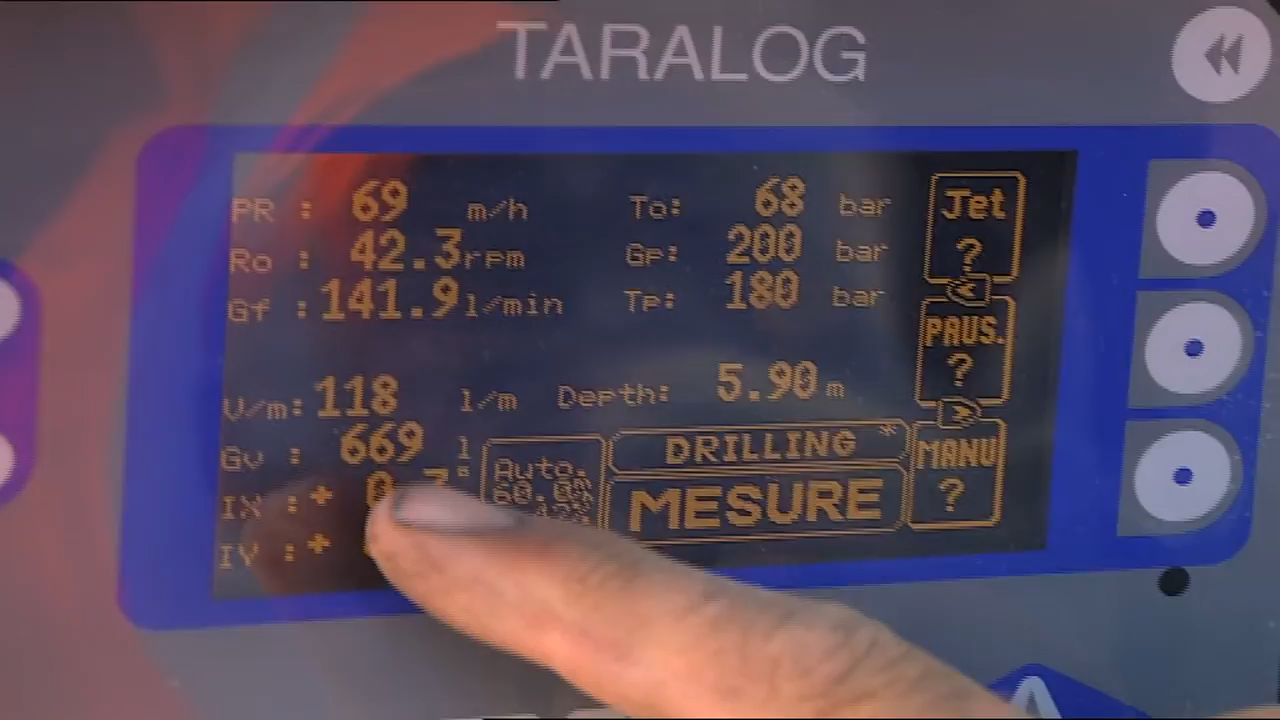 TARALOG
PR : 69 m/h To: 68 bar
Ro : 42.3 rpm Gp: 200 bar
Gf : 141.9 l/min Tp: 180 bar
V/m: 118 l/m Depth: 5.90 m
Gv : 669 l
IX : +
IY : +
Auto.
DRILLING *
MESURE
Jet
?
PAUS.
?
MANU
?